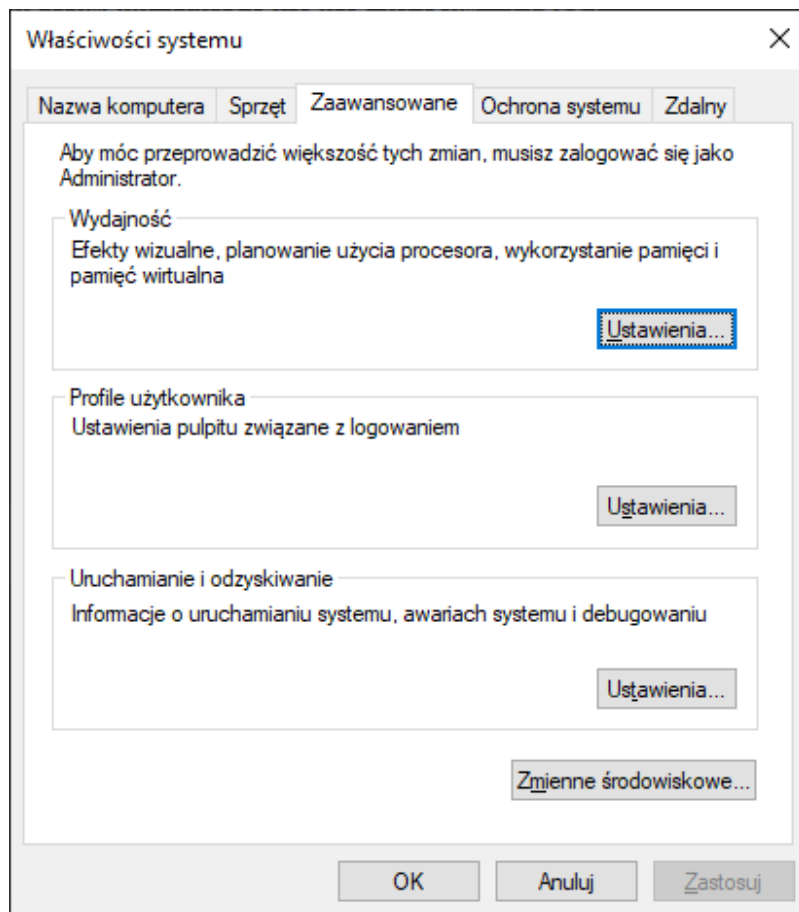 Właściwości systemu
Nazwa komputera Sprzęt Zaawansowane Ochrona systemu Zdalny
Aby móc przeprowadzić większość tych zmian, musisz zalogować się jako
Administrator.
Wydajność
Efekty wizualne, planowanie użycia procesora, wykorzystanie pamięci i
pamięć wirtualna
Ustawienia...
Profile użytkownika
Ustawienia pulpitu związane z logowaniem
Ustawienia...
Uruchamianie i odzyskiwanie
Informacje o uruchamianiu systemu, awariach systemu i debugowaniu
Ustawienia...
Zmienne środowiskowe...
OK Anuluj Zastosuj